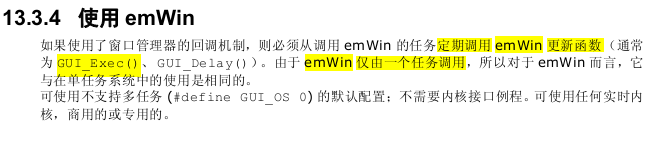 13.3.4 使用 emWin
如果使用了窗口管理器的回调机制，则必须从调用 emWin 的任务定期调用 emWin 更新函数（通常
为 GUI_Exec()、GUI_Delay()）。由于 emWin 仅由一个任务调用，所以对于 emWin 而言，它
与在单任务系统中的使用是相同的。
可使用不支持多任务 (#define GUI_OS 0) 的默认配置；不需要内核接口例程。可使用任何实时内
核，商用的或专用的。